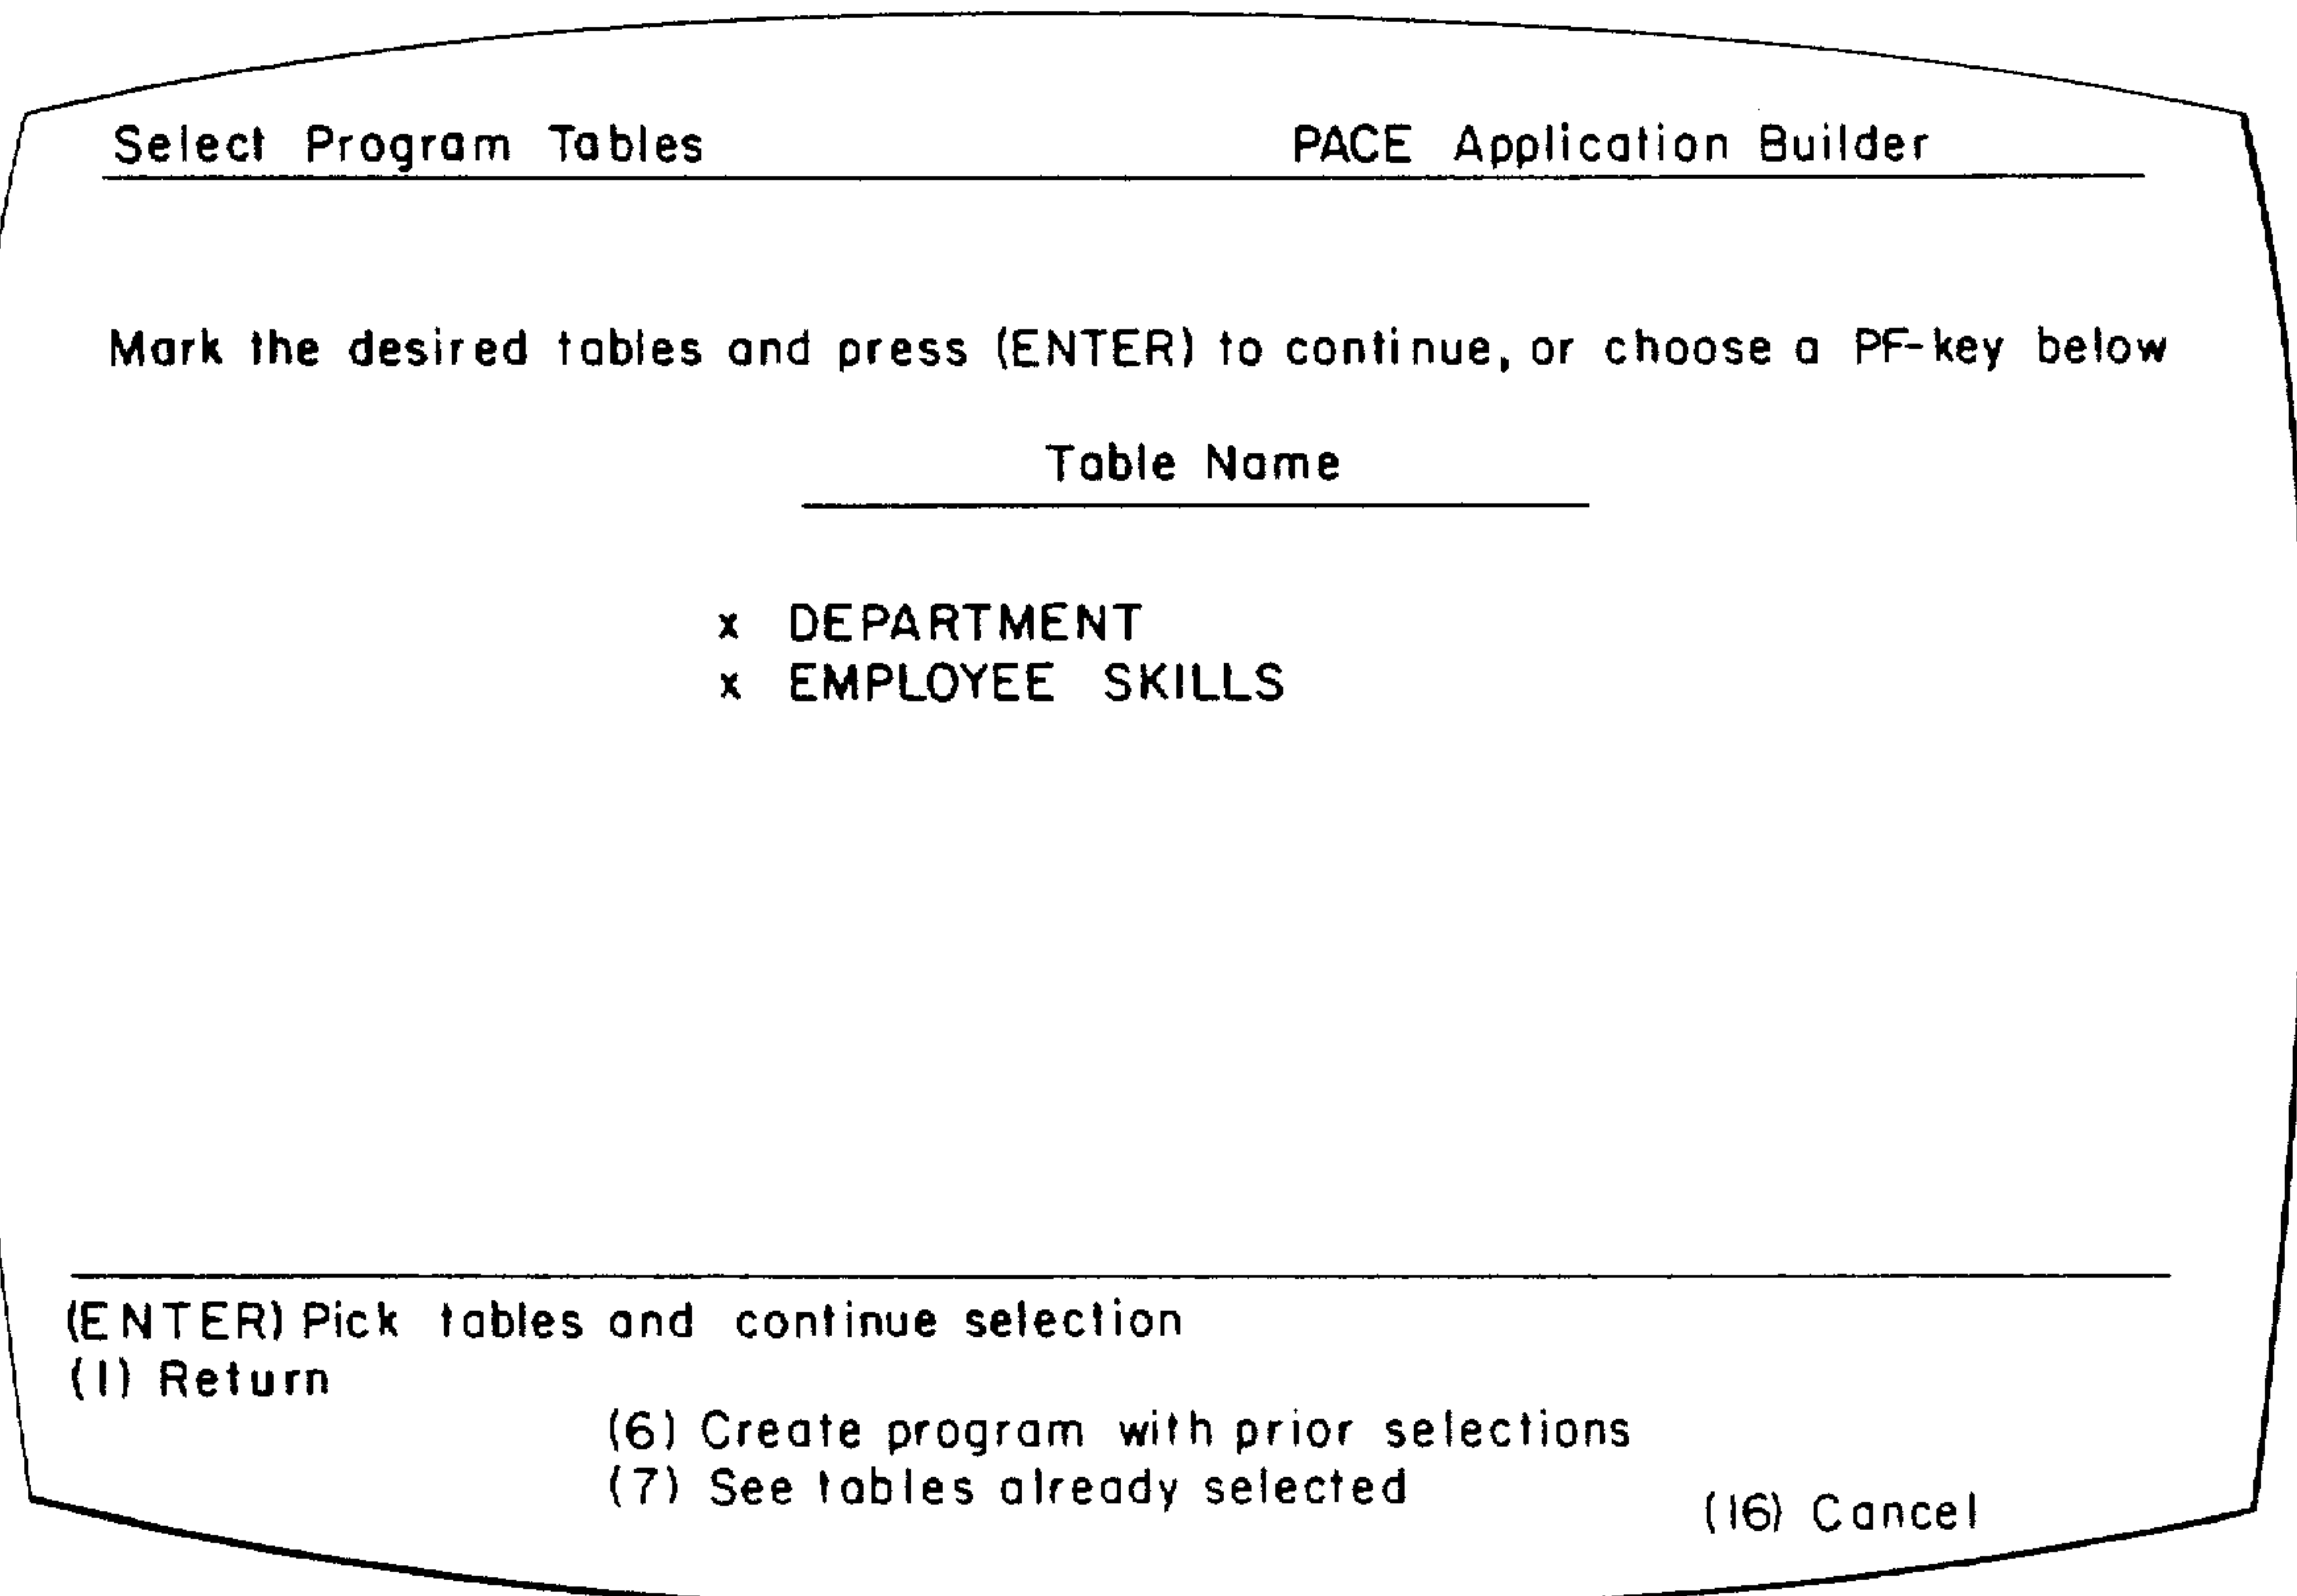 Select Program Tables PACE Application Builder
Mark the desired tables and press (ENTER) to continue, or choose a PF-key below
Table Name
x DEPARTMENT
x EMPLOYEE SKILLS
(ENTER) Pick tables and continue selection
(1) Return
(6) Create program with prior selections
(7) See tables already selected
(16) Cancel